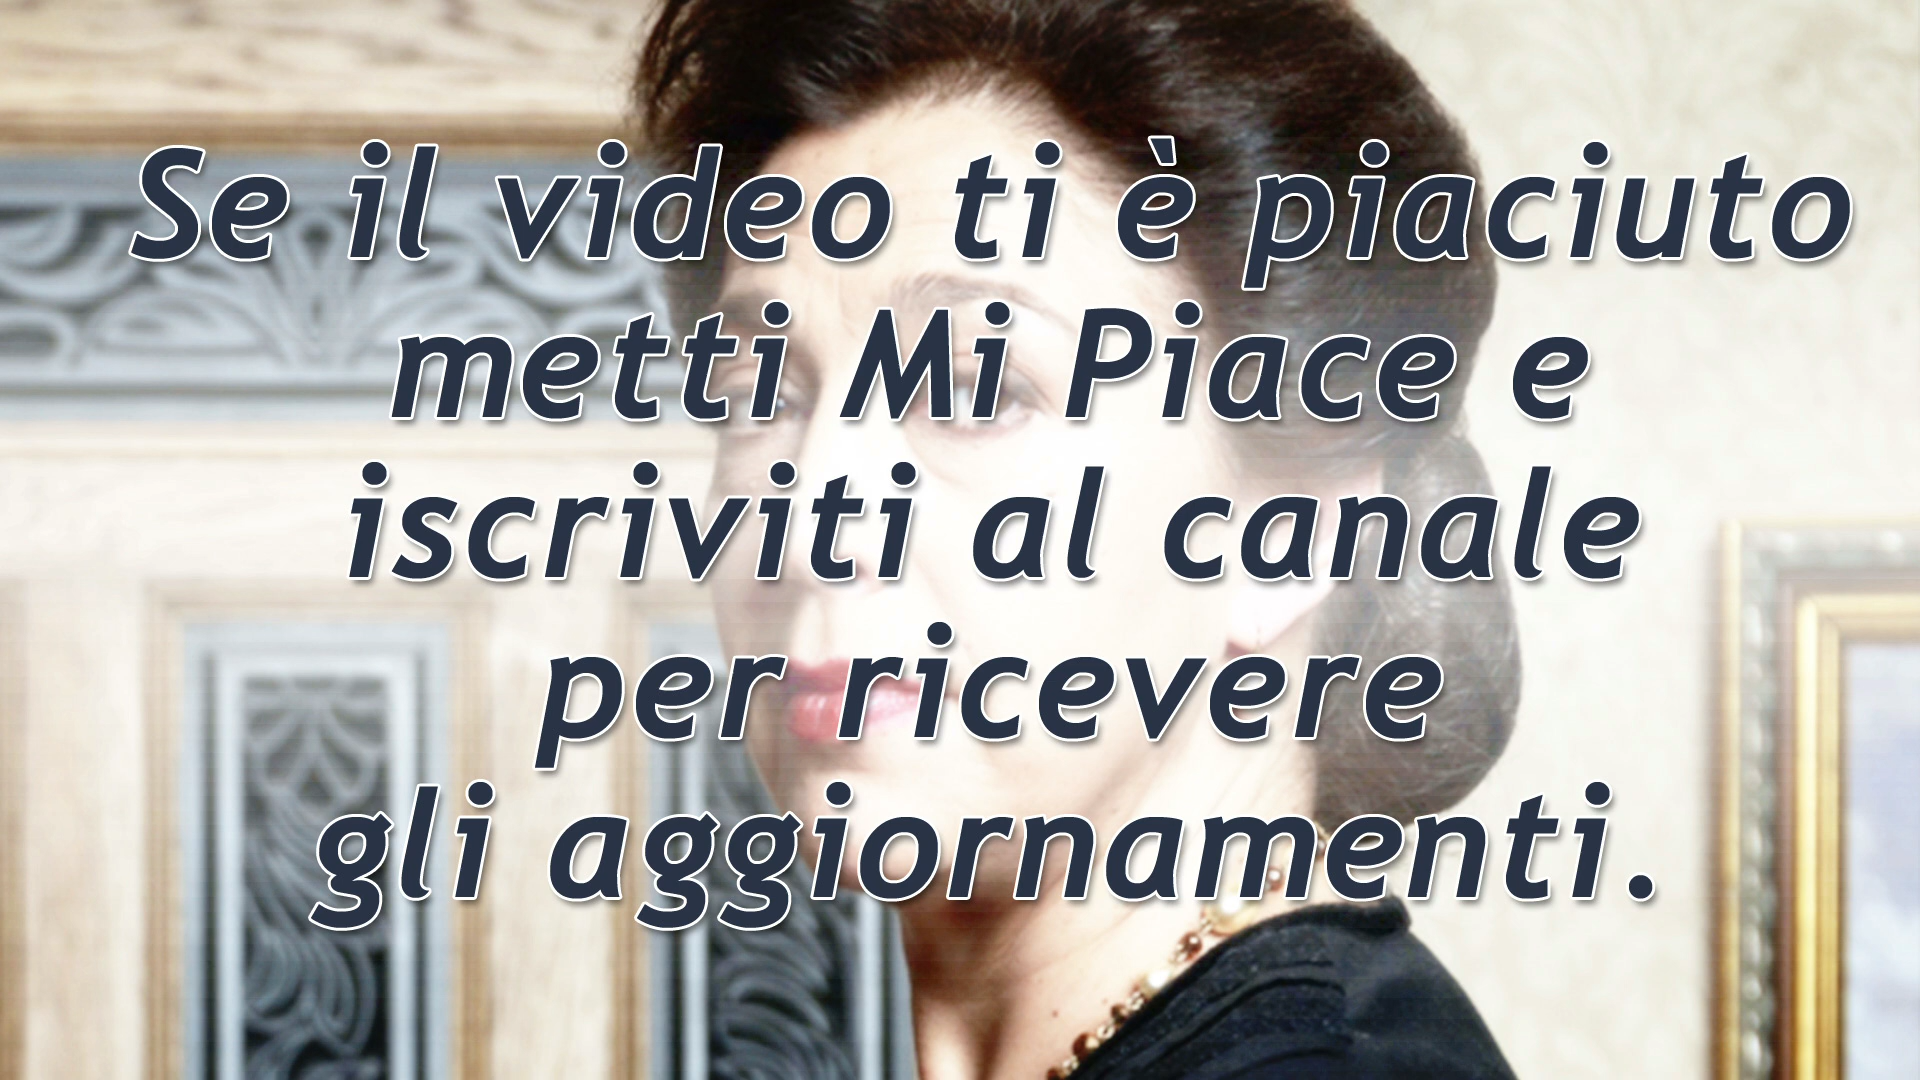 Se il video ti è piaciuto
metti Mi Piace e
iscriviti al canale
per ricevere
gli aggiornamenti.